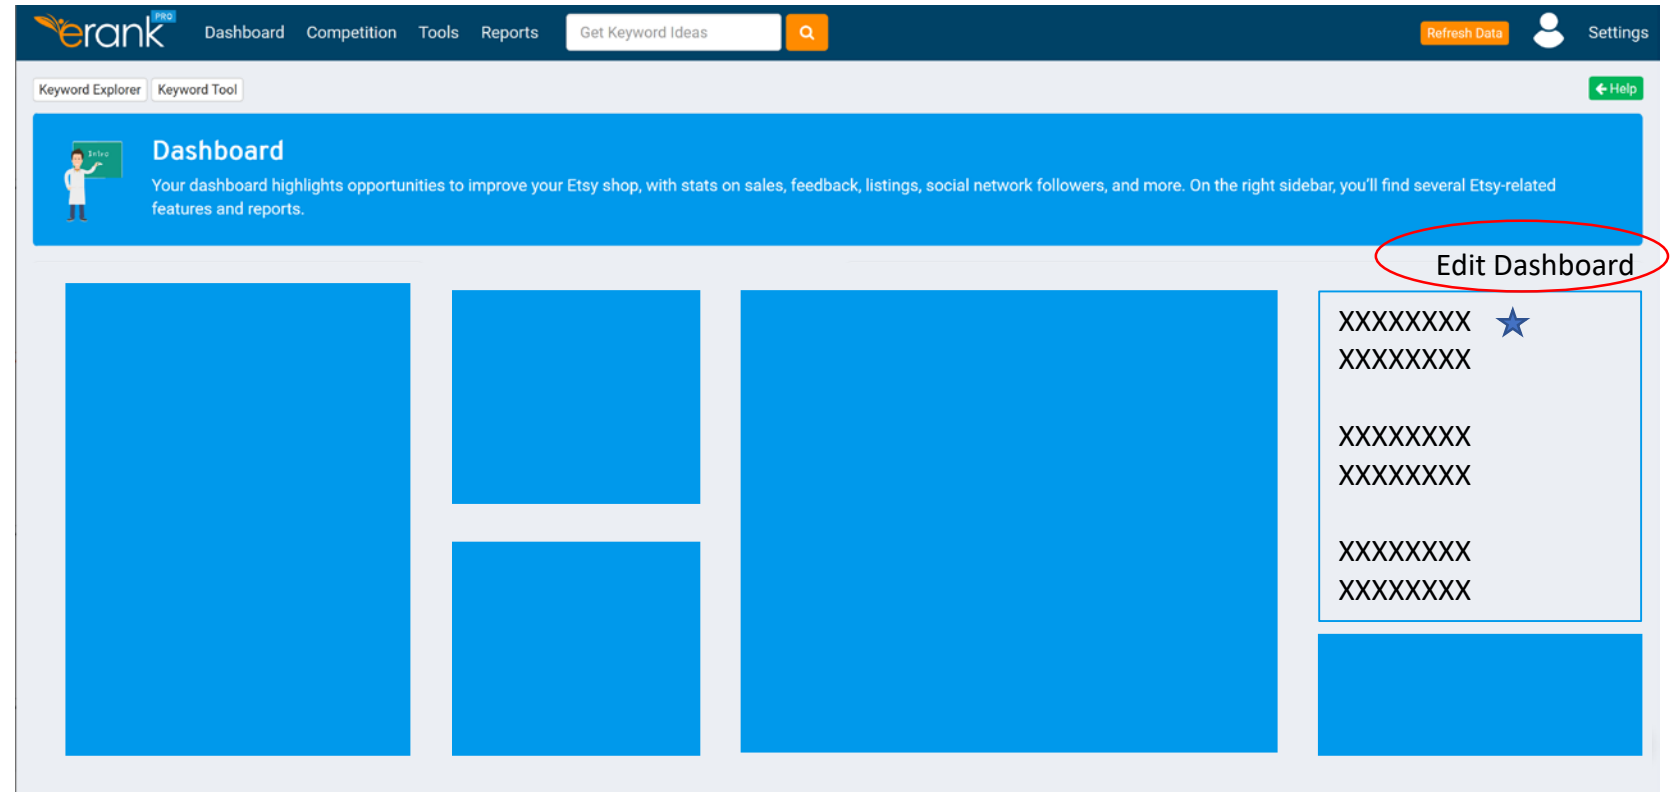 erank PRO Dashboard Competition Tools Reports Get Keyword Ideas Refresh Data Settings
Keyword Explorer Keyword Tool Help
Intro
Dashboard
Your dashboard highlights opportunities to improve your Etsy shop, with stats on sales, feedback, listings, social network followers, and more. On the right sidebar, you'll find several Etsy-related
features and reports.
Edit Dashboard
XXXXXXXX
XXXXXXXX
XXXXXXXX
XXXXXXXX
XXXXXXXX
XXXXXXXX